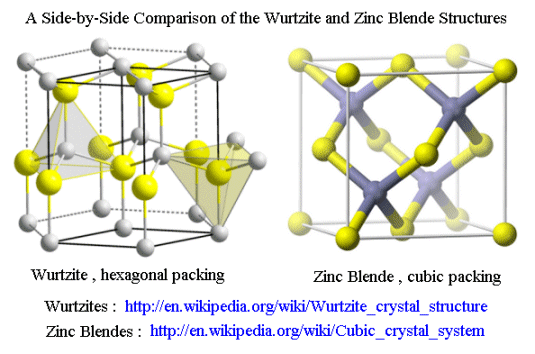 A Side-by-Side Comparison of the Wurtzite and Zinc Blende Structures
Wurtzite , hexagonal packing
Zinc Blende , cubic packing
Wurtzites : http://en.wikipedia.org/wiki/Wurtzite_crystal_structure
Zinc Blendes : http://en.wikipedia.org/wiki/Cubic_crystal_system